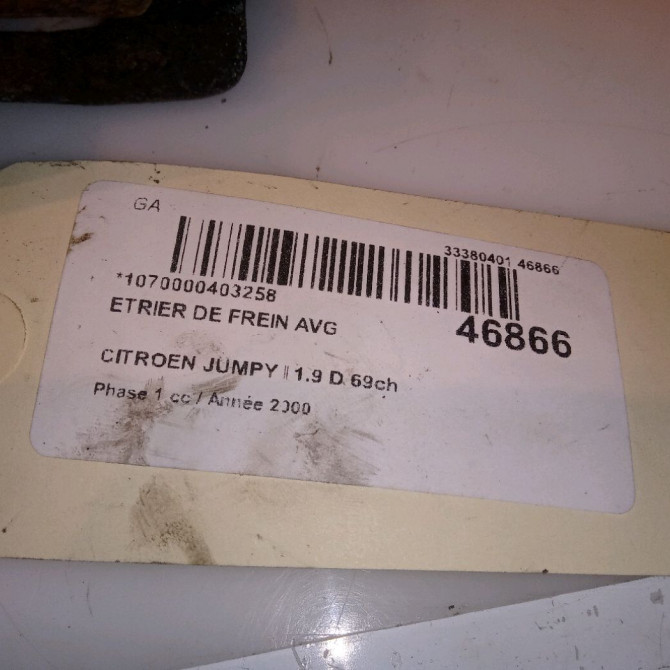 GA
33380401 46866
*1070000403258
ETRIER DE FREIN AVG
46866
CITROEN JUMPY || 1.9 D 69ch
Phase 1 cc / Année 2000